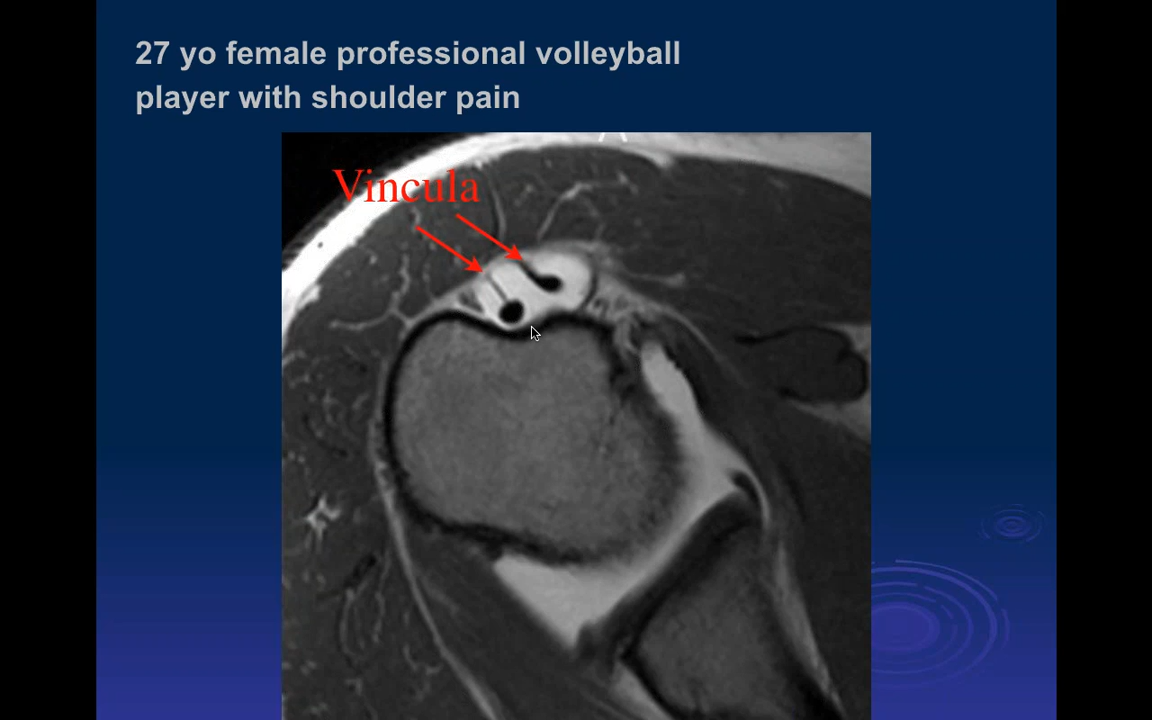 27 yo female professional volleyball
player with shoulder pain
Vincula